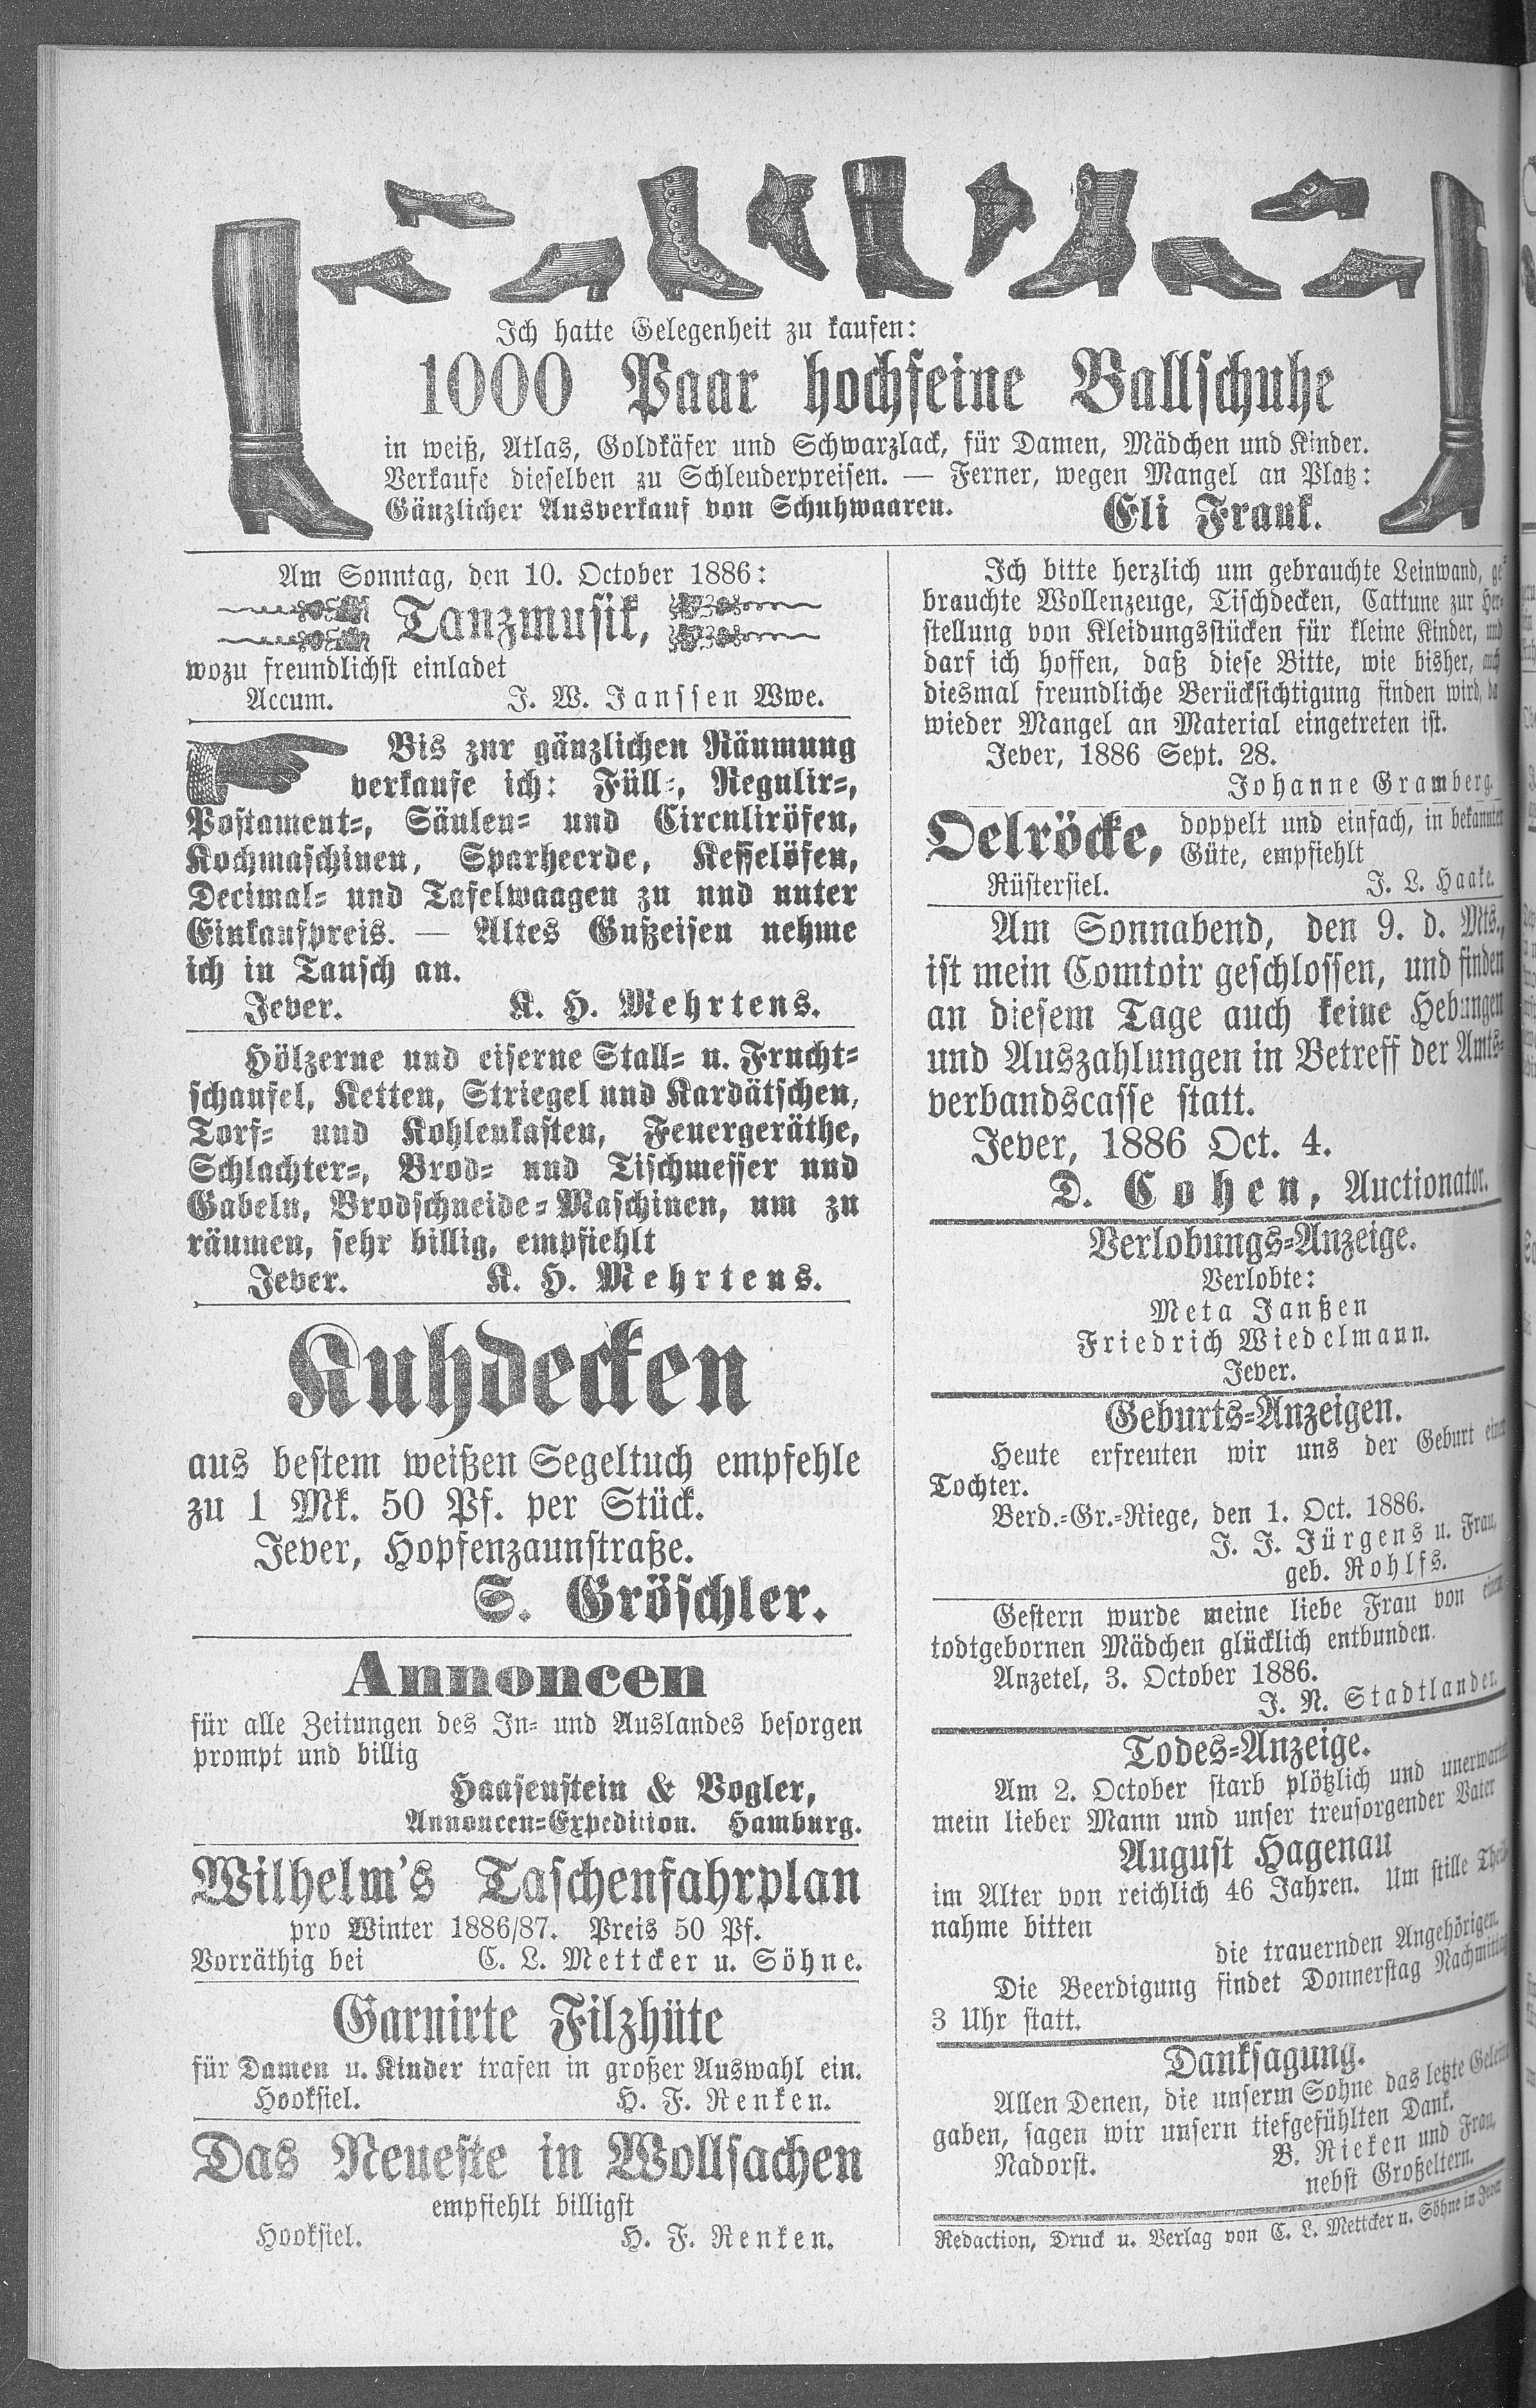 Ich hatte Gelegenheit zu kaufen:
1000 Paar hochfeine Ballschuhe
in weiß, Atlas, Goldkäfer und Schwarzlack, für Damen, Mädchen und Kinder.
Verkaufe dieselben zu Schleuderpreisen. — Ferner, wegen Mangel an Platz:
Gänzlicher Ausverkauf von Schuhwaaren. Eli Frank.
Am Sonntag, den 10. October 1886:
Tanzmusik,
wozu freundlichst einladet
Accum. J. W. Janssen Wwe.
Bis zur gänzlichen Räumung
verkaufe ich: Füll-, Regulir-,
Postament-, Säulen- und Circuliröfen,
Kochmaschinen, Sparheerde, Kesselöfen,
Decimal- und Tafelwaagen zu und unter
Einkaufpreis. — Altes Gußeisen nehme
ich in Tausch an.
Jever. K. H. Mehrtens.
Hölzerne und eiserne Stall- u. Frucht-
schaufel, Ketten, Striegel und Kardätschen,
Torf- und Kohlenkasten, Feuergeräthe,
Schlachter-, Brod- und Tischmesser und
Gabeln, Brodschneide-Maschinen, um zu
räumen, sehr billig, empfiehlt
Jever. K. H. Mehrtens.
Kuhdecken
aus bestem weißen Segeltuch empfehle
zu 1 Mk. 50 Pf. per Stück.
Jever, Hopfenzaunstraße.
S. Gröschler.
Annoncen
für alle Zeitungen des In- und Auslandes besorgen
prompt und billig
Haasenstein & Vogler,
Annoncen-Expedition. Hamburg.
Wilhelm's Taschenfahrplan
pro Winter 1886/87. Preis 50 Pf.
Vorräthig bei C. L. Mettcker u. Söhne.
Garnirte Filzhüte
für Damen u. Kinder trafen in großer Auswahl ein.
Hooksiel. H. F. Renken.
Das Neueste in Wollsachen
empfiehlt billigst
Hooksiel. H. F. Renken.
Ich bitte herzlich um gebrauchte Leinwand, ge-
brauchte Wollenzeuge, Tischdecken, Cattune zur Her-
stellung von Kleidungsstücken für kleine Kinder, und
darf ich hoffen, daß diese Bitte, wie bisher, auch
diesmal freundliche Berücksichtigung finden wird, da
wieder Mangel an Material eingetreten ist.
Jever, 1886 Sept. 28.
Johanne Gramberg.
Oelröcke, doppelt und einfach, in bekannter
Güte, empfiehlt
Rüstersiel. J. L. Haake.
Am Sonnabend, den 9. d. Mts.,
ist mein Comtoir geschlossen, und finden
an diesem Tage auch keine Hebungen
und Auszahlungen in Betreff der Amts-
verbandscasse statt.
Jever, 1886 Oct. 4.
D. Cohen, Auctionator.
Verlobungs-Anzeige.
Verlobte:
Meta Janßen
Friedrich Wiedelmann.
Jever.
Geburts-Anzeigen.
Heute erfreuten wir uns der Geburt einer
Tochter.
Berd.-Gr.-Riege, den 1. Oct. 1886.
J. J. Jürgens u. Frau,
geb. Rohlfs.
Gestern wurde meine liebe Frau von einem
todtgebornen Mädchen glücklich entbunden.
Anzetel, 3. October 1886.
J. N. Stadtlander.
Todes-Anzeige.
Am 2. October starb plötzlich und unerwartet
mein lieber Mann und unser treusorgender Vater
August Hagenau
im Alter von reichlich 46 Jahren. Um stille Theil-
nahme bitten
die trauernden Angehörigen.
Die Beerdigung findet Donnerstag Nachmittag
3 Uhr statt.
Danksagung.
Allen Denen, die unserm Sohne das letzte Geleite
gaben, sagen wir unsern tiefgefühlten Dank.
Nadorst. B. Rieken und Frau,
nebst Großeltern.
Redaction, Druck u. Verlag von C. L. Mettcker u. Söhne in Jever